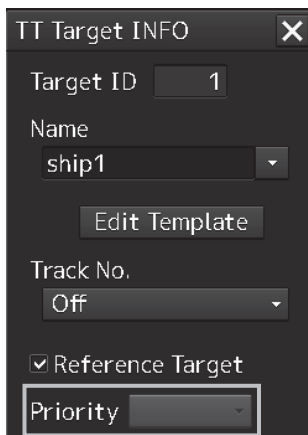 TT Target INFO
Target ID 1
Name
ship1
Edit Template
Track No.
Off
Reference Target
Priority